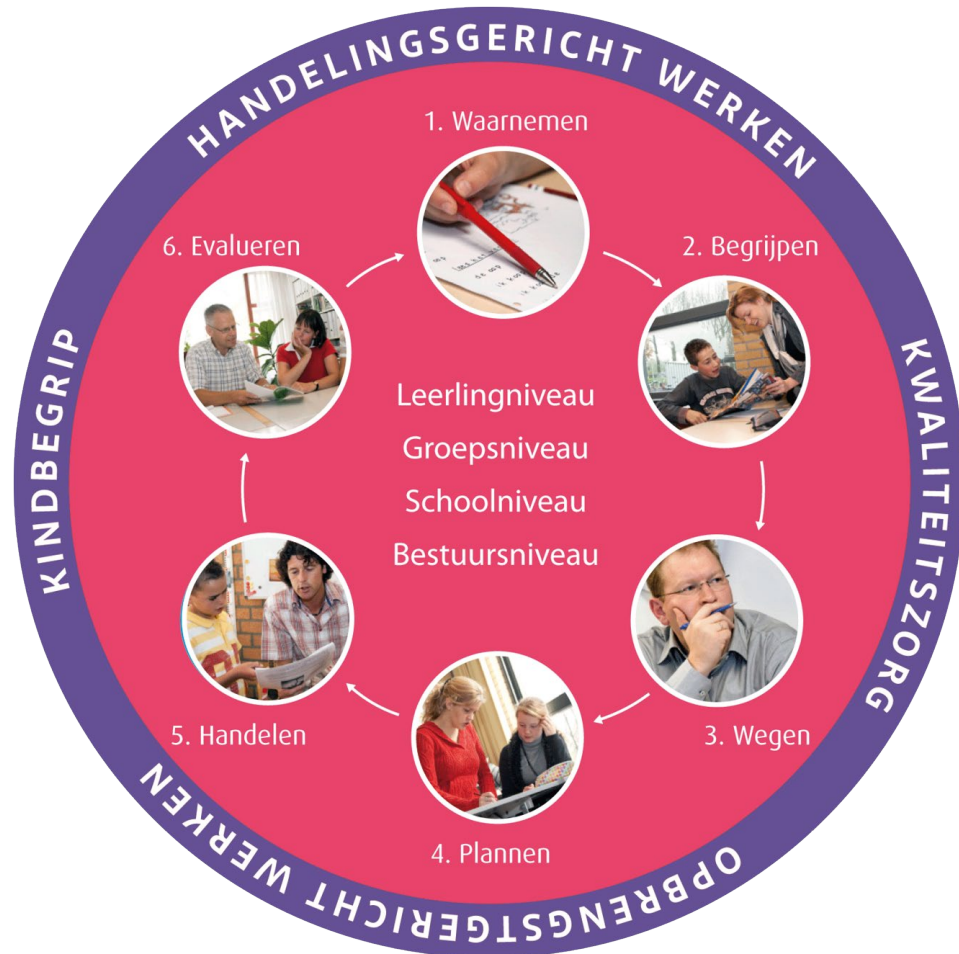 HANDELINGSGERICHT WERKEN
KWALITEITSZORG
OPBRENGSTGERICHT WERKEN
KINDBEGRIP
1. Waarnemen
2. Begrijpen
3. Wegen
4. Plannen
5. Handelen
6. Evalueren
Leerlingniveau
Groepsniveau
Schoolniveau
Bestuursniveau